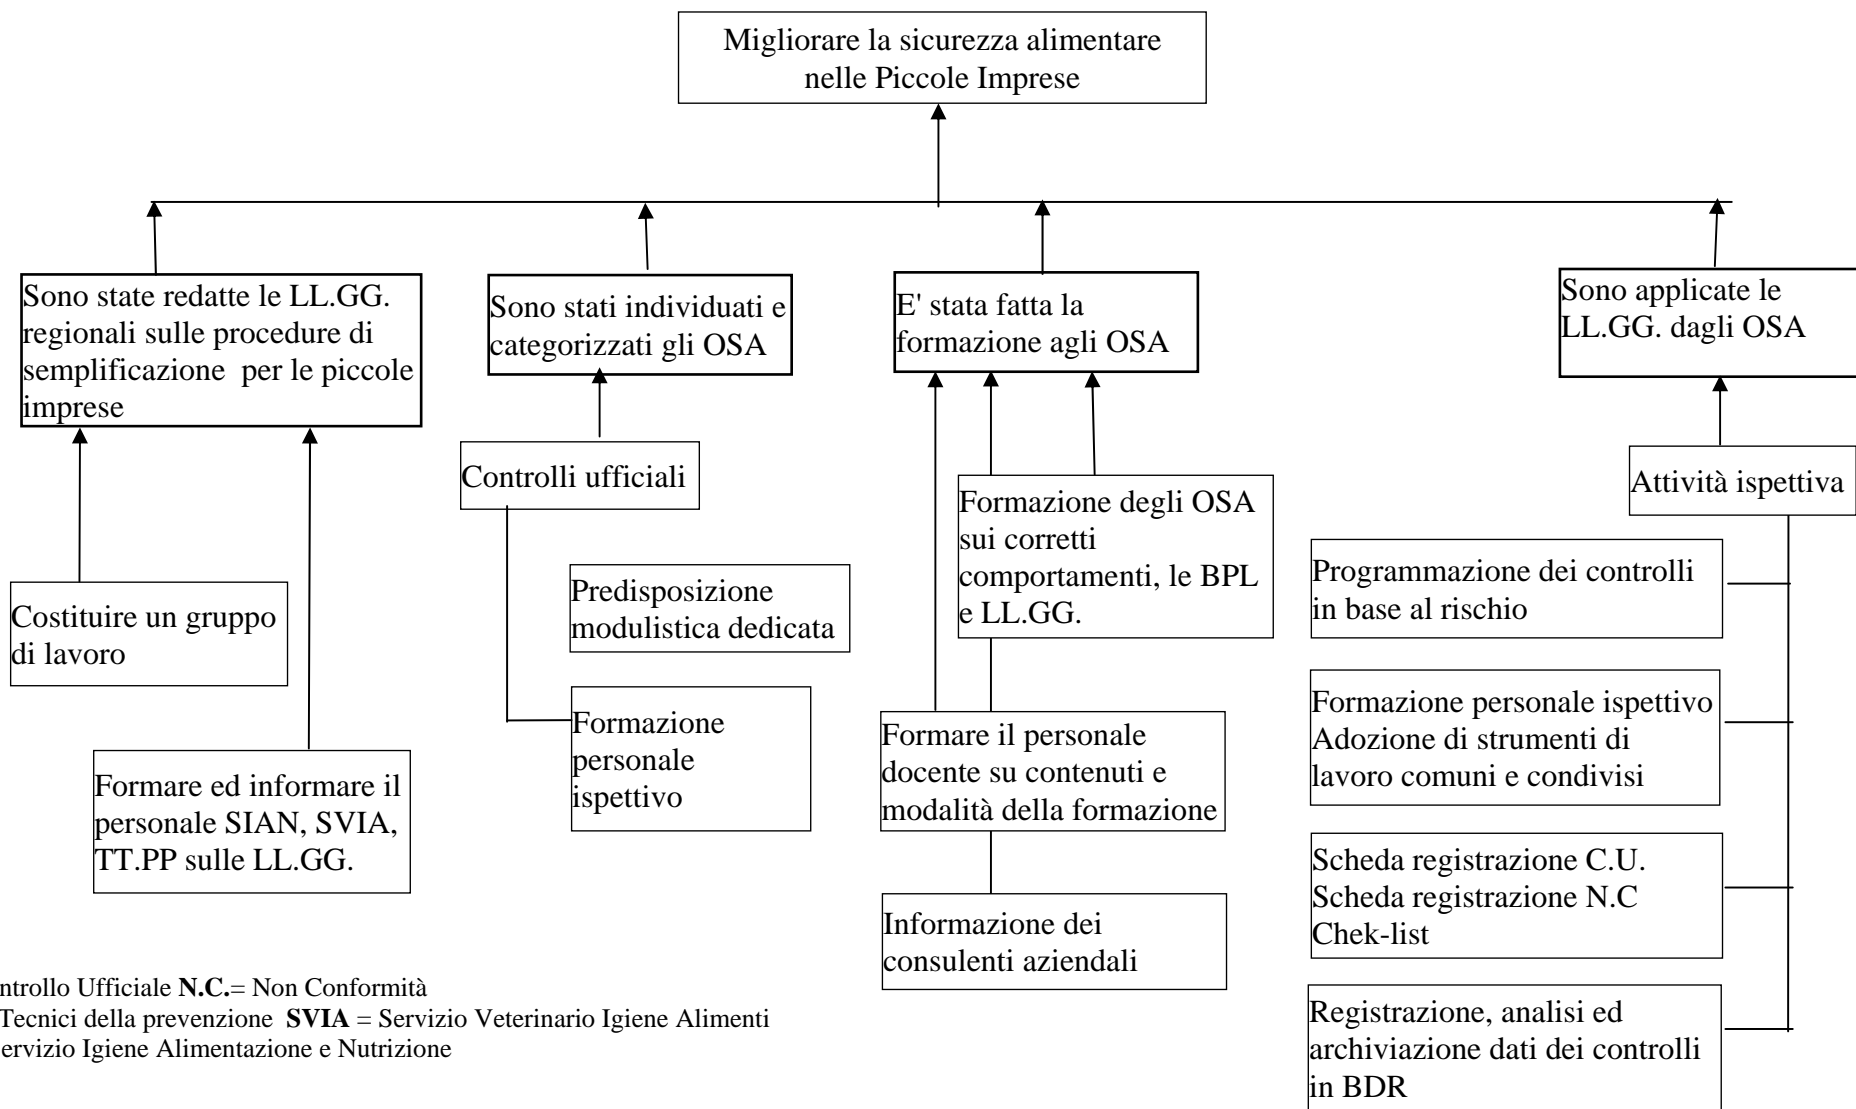 Migliorare la sicurezza alimentare
nelle Piccole Imprese
Sono state redatte le LL.GG.
regionali sulle procedure di
semplificazione per le piccole
imprese
Sono stati individuati e
categorizzati gli OSA
E' stata fatta la
formazione agli OSA
Sono applicate le
LL.GG. dagli OSA
Controlli ufficiali
Formazione degli OSA
sui corretti
comportamenti, le BPL
e LL.GG.
Attività ispettiva
Costituire un gruppo
di lavoro
Predisposizione
modulistica dedicata
Programmazione dei controlli
in base al rischio
Formare ed informare il
personale SIAN, SVIA,
TT.PP sulle LL.GG.
Formazione
personale
ispettivo
Formare il personale
docente su contenuti e
modalità della formazione
Formazione personale ispettivo
Adozione di strumenti di
lavoro comuni e condivisi
Informazione dei
consulenti aziendali
Scheda registrazione C.U.
Scheda registrazione N.C
Chek-list
Registrazione, analisi ed
archiviazione dati dei controlli
in BDR
ntrollo Ufficiale N.C.= Non Conformità
Tecnici della prevenzione SVIA = Servizio Veterinario Igiene Alimenti
ervizio Igiene Alimentazione e Nutrizione